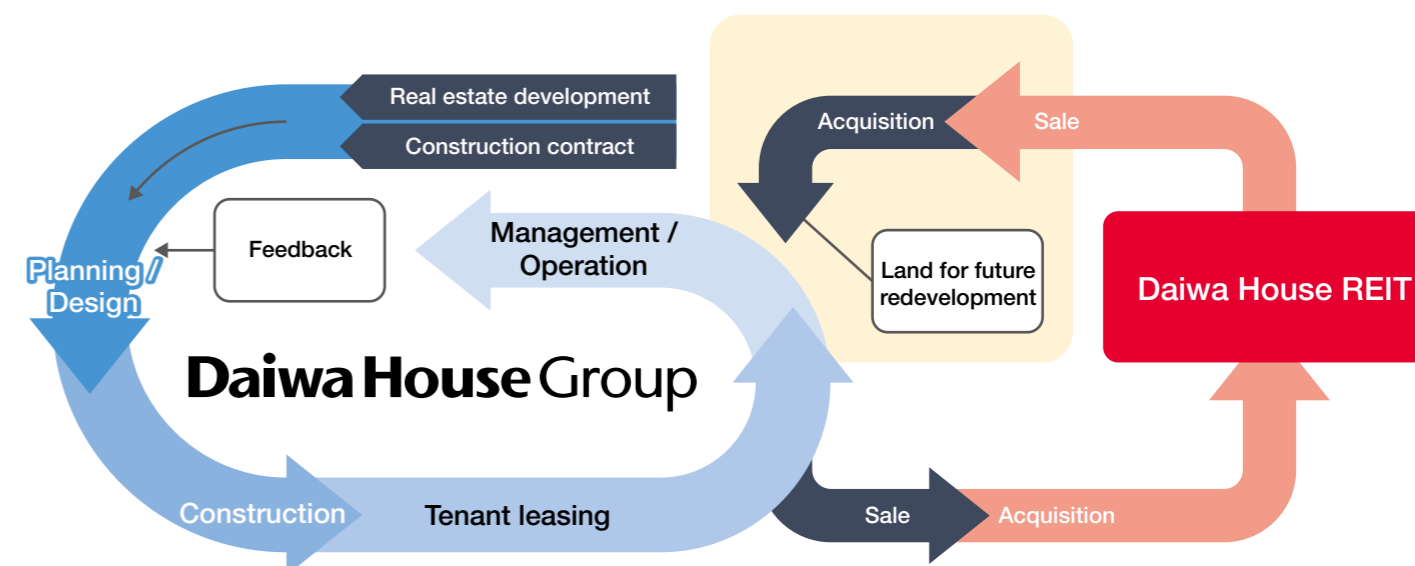 Real estate development
Construction contract
Acquisition
Sale
Planning /
Design
Feedback
Management /
Operation
Land for future
redevelopment
Daiwa House REIT
Daiwa House Group
Construction
Tenant leasing
Sale
Acquisition